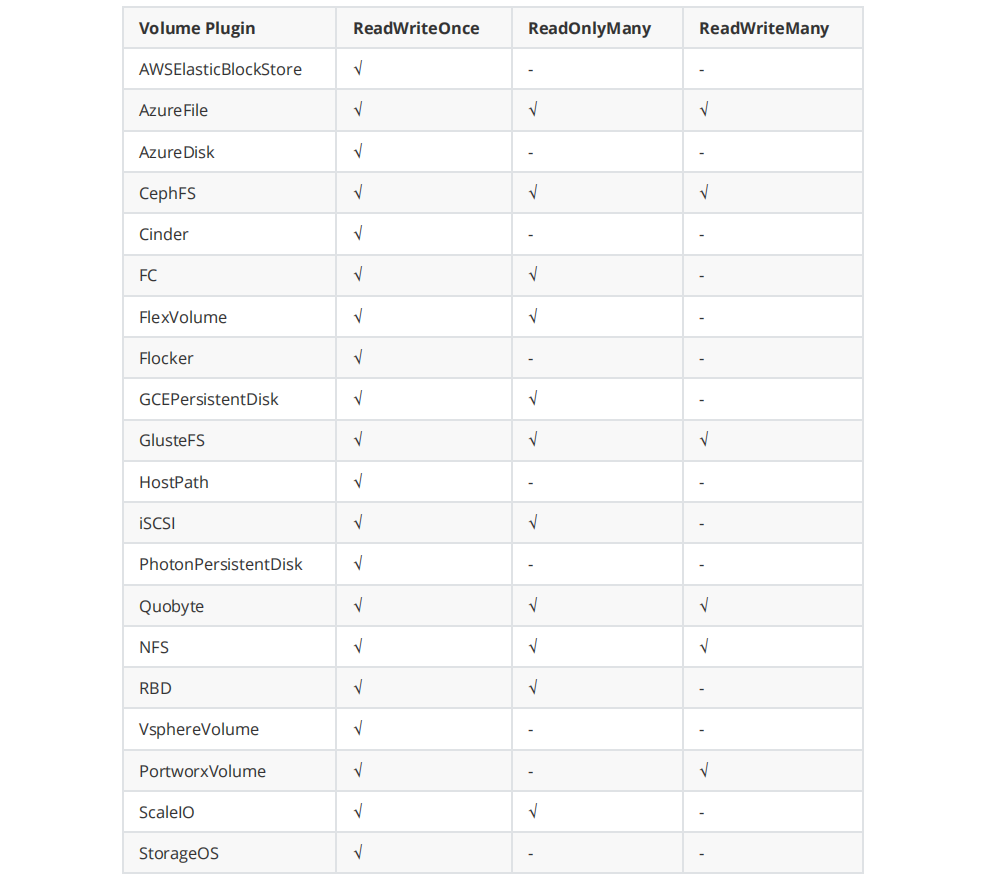 Volume Plugin ReadWriteOnce ReadOnlyMany ReadWriteMany
AWSElasticBlockStore √ - -
AzureFile √ √ √
AzureDisk √ - -
CephFS √ √ √
Cinder √ - -
FC √ √ -
FlexVolume √ √ -
Flocker √ - -
GCEPersistentDisk √ √ -
GlusteFS √ √ √
HostPath √ - -
iSCSI √ √ -
PhotonPersistentDisk √ - -
Quobyte √ √ √
NFS √ √ √
RBD √ √ -
VsphereVolume √ - -
PortworxVolume √ - √
ScaleIO √ √ -
StorageOS √ - -